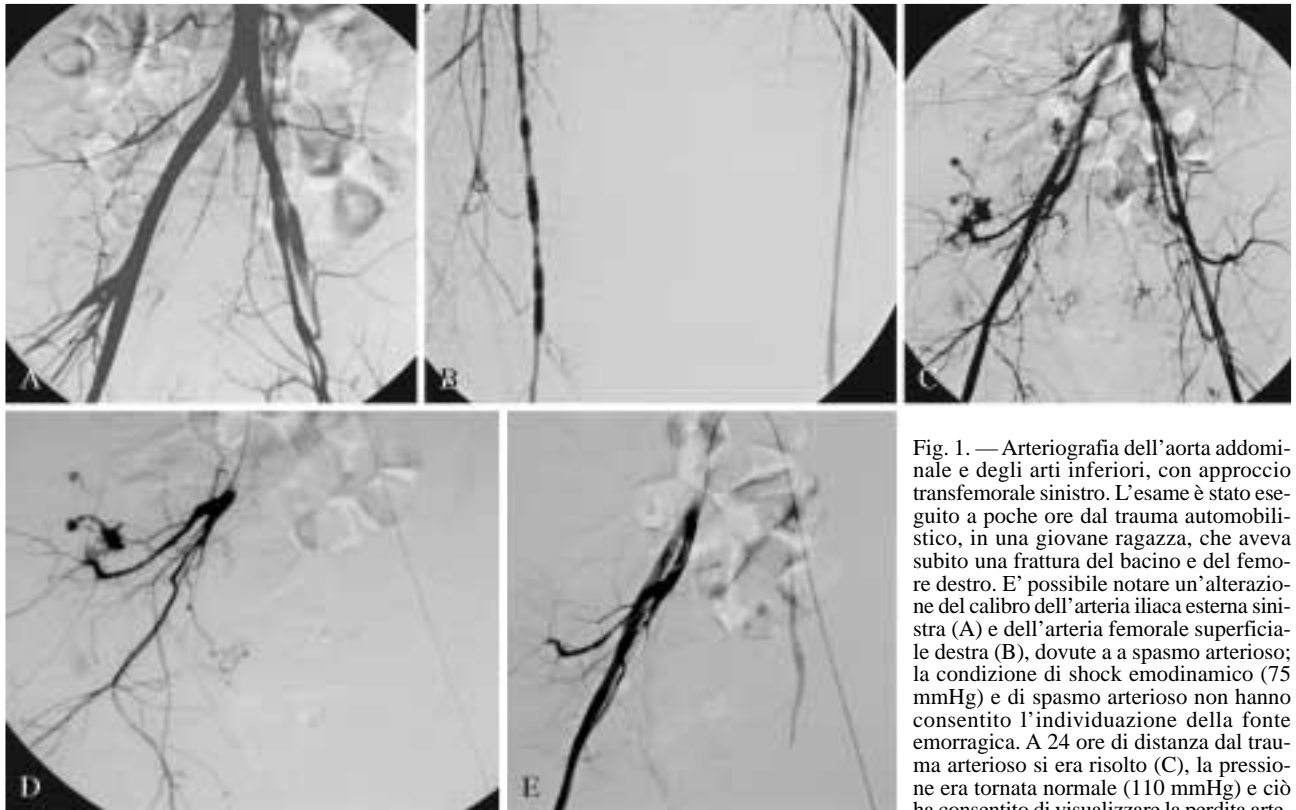 A
B
C
D
E
Fig. 1. — Arteriografia dell'aorta addomi-
nale e degli arti inferiori, con approccio
transfemorale sinistro. L'esame è stato ese-
guito a poche ore dal trauma automobili-
stico, in una giovane ragazza, che aveva
subito una frattura del bacino e del femo-
re destro. E' possibile notare un'alterazio-
ne del calibro dell'arteria iliaca esterna sini-
stra (A) e dell'arteria femorale superficia-
le destra (B), dovute a a spasmo arterioso;
la condizione di shock emodinamico (75
mmHg) e di spasmo arterioso non hanno
consentito l'individuazione della fonte
emorragica. A 24 ore di distanza dal trau-
ma arterioso si era risolto (C), la pressio-
ne era tornata normale (110 mmHg) e ciò
ha consentito di visualizzare la perdita arte-